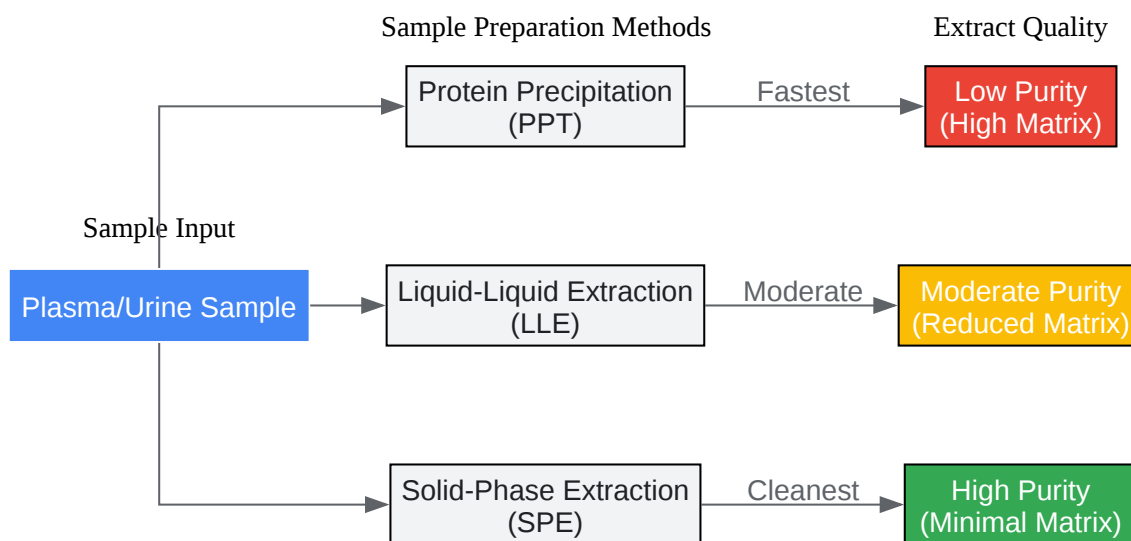 Sample Preparation Methods
Extract Quality
Protein Precipitation
(PPT)
Fastest
Low Purity
(High Matrix)
Sample Input
Plasma/Urine Sample
Liquid-Liquid Extraction
(LLE)
Moderate
Moderate Purity
(Reduced Matrix)
Solid-Phase Extraction
(SPE)
Cleanest
High Purity
(Minimal Matrix)